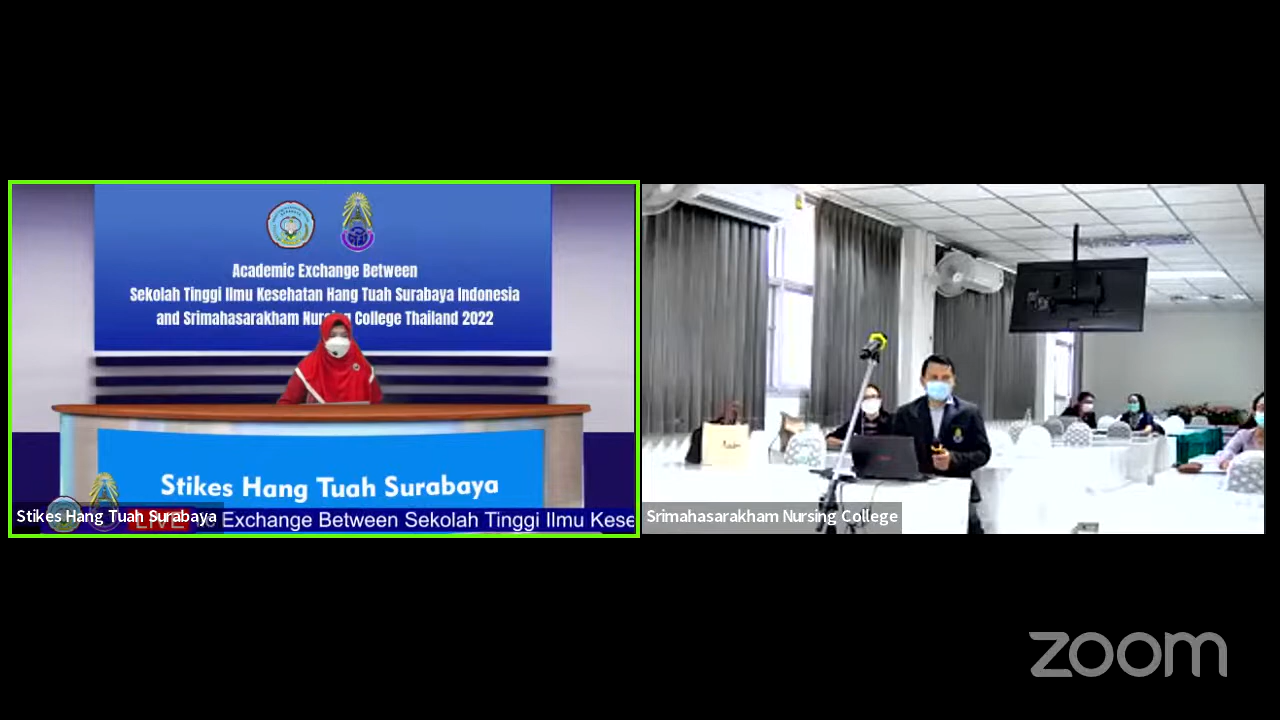 Academic Exchange Between
Sekolah Tinggi Ilmu Kesehatan Hang Tuah Surabaya Indonesia
and Srimahasarakham Nursing College Thailand 2022
Stikes Hang Tuah Surabaya
Stikes Hang Tuah Surabaya
LIVE
Exchange Between Sekolah Tinggi Ilmu Kese
Srimahasarakham Nursing College
zoom